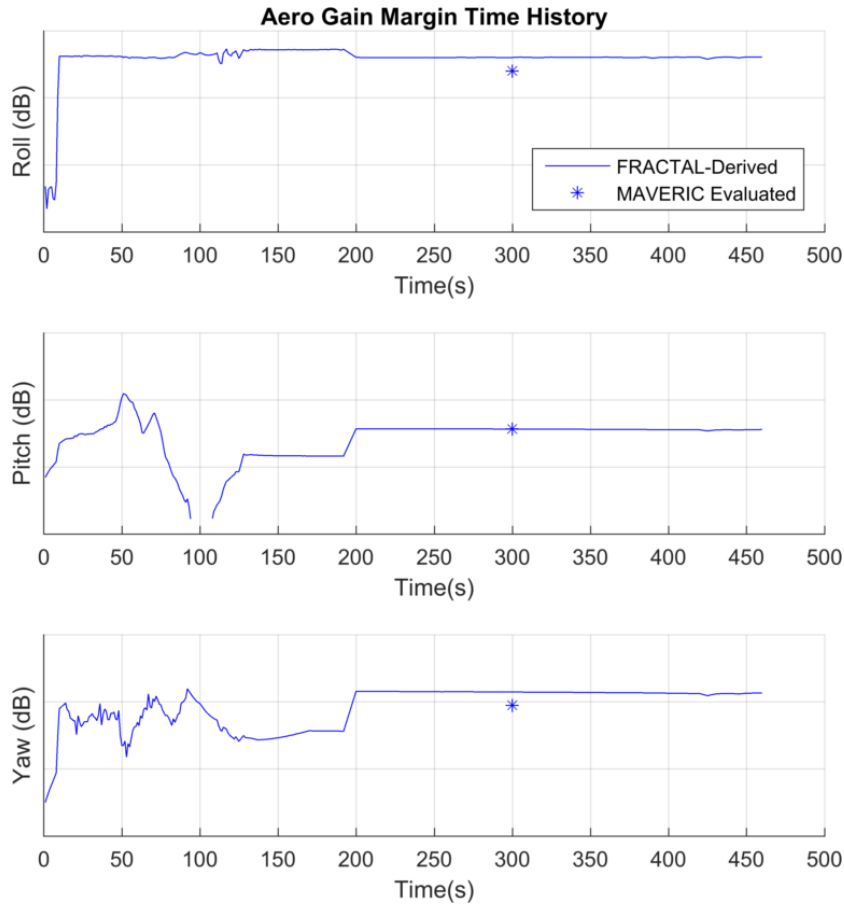 Aero Gain Margin Time History
Roll (dB)
FRACTAL-Derived
MAVERIC Evaluated
0 50 100 150 200 250 300 350 400 450 500
Time(s)
Pitch (dB)
0 50 100 150 200 250 300 350 400 450 500
Time(s)
Yaw (dB)
0 50 100 150 200 250 300 350 400 450 500
Time(s)